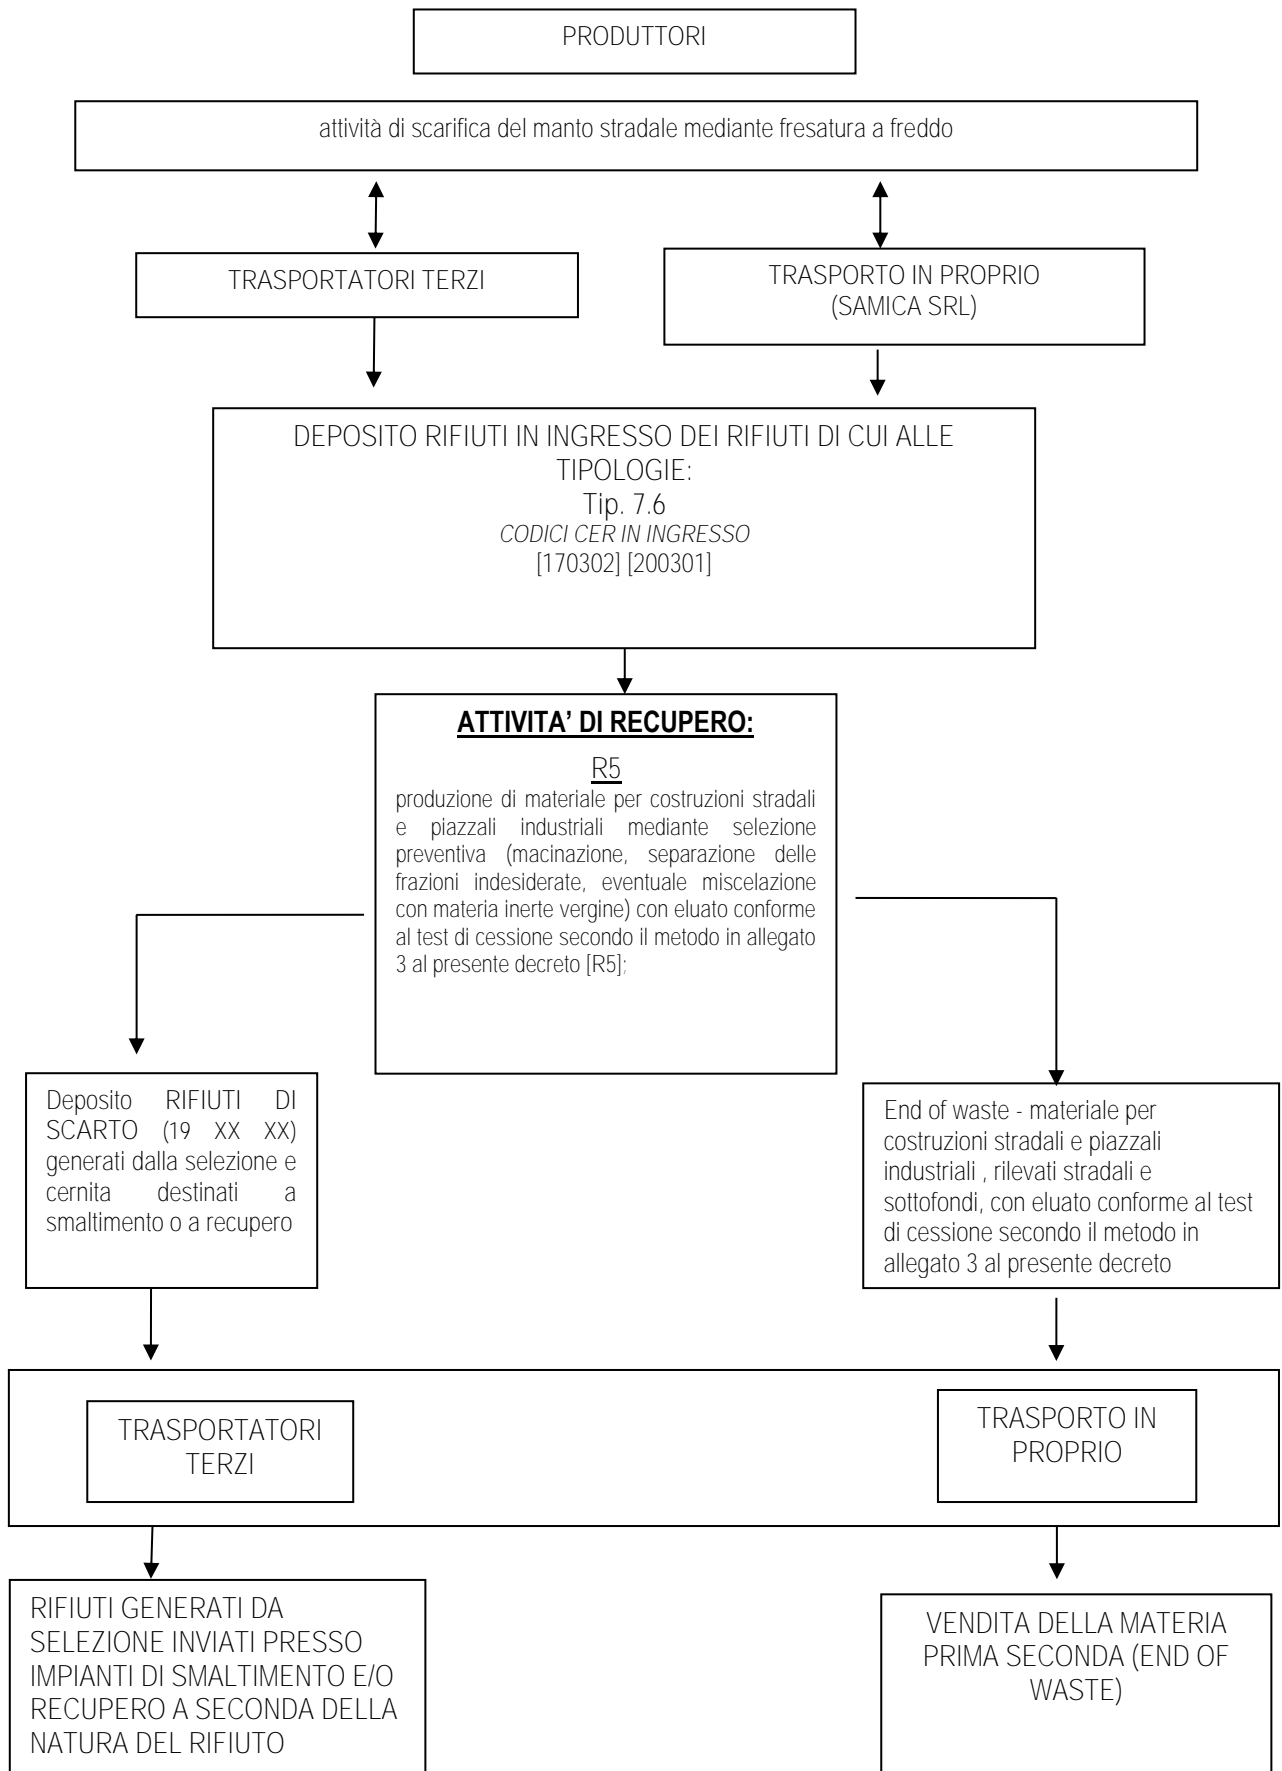 PRODUTTORI
attività di scarifica del manto stradale mediante fresatura a freddo
TRASPORTATORI TERZI
TRASPORTO IN PROPRIO
(SAMICA SRL)
DEPOSITO RIFIUTI IN INGRESSO DEI RIFIUTI DI CUI ALLE
TIPOLOGIE:
Tip. 7.6
CODICI CER IN INGRESSO
[170302] [200301]
ATTIVITA’ DI RECUPERO:
R5
produzione di materiale per costruzioni stradali
e piazzali industriali mediante selezione
preventiva (macinazione, separazione delle
frazioni indesiderate, eventuale miscelazione
con materia inerte vergine) con eluato conforme
al test di cessione secondo il metodo in allegato
3 al presente decreto [R5];
Deposito RIFIUTI DI
SCARTO (19 XX XX)
generati dalla selezione e
cernita destinati a
smaltimento o a recupero
End of waste - materiale per
costruzioni stradali e piazzali
industriali , rilevati stradali e
sottofondi, con eluato conforme al test
di cessione secondo il metodo in
allegato 3 al presente decreto
TRASPORTATORI
TERZI
TRASPORTO IN
PROPRIO
RIFIUTI GENERATI DA
SELEZIONE INVIATI PRESSO
IMPIANTI DI SMALTIMENTO E/O
RECUPERO A SECONDA DELLA
NATURA DEL RIFIUTO
VENDITA DELLA MATERIA
PRIMA SECONDA (END OF
WASTE)